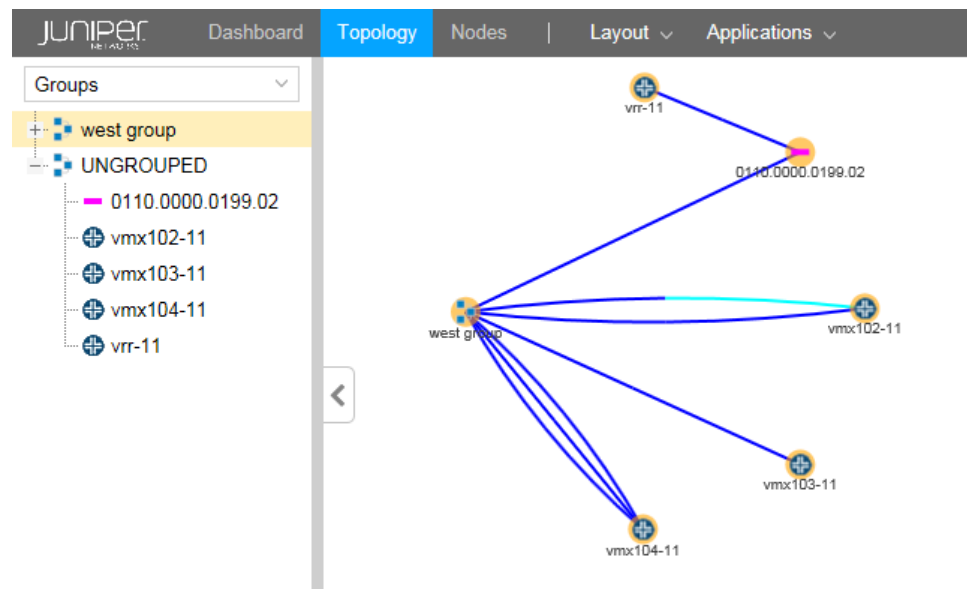 JUNIPER
NETWORKS
Dashboard
Topology
Nodes
|
Layout
Applications
Groups
west group
UNGROUPED
0110.0000.0199.02
vmx102-11
vmx103-11
vmx104-11
vrr-11
vrr-11
0110.0000.0199.02
west group
vmx102-11
vmx103-11
vmx104-11